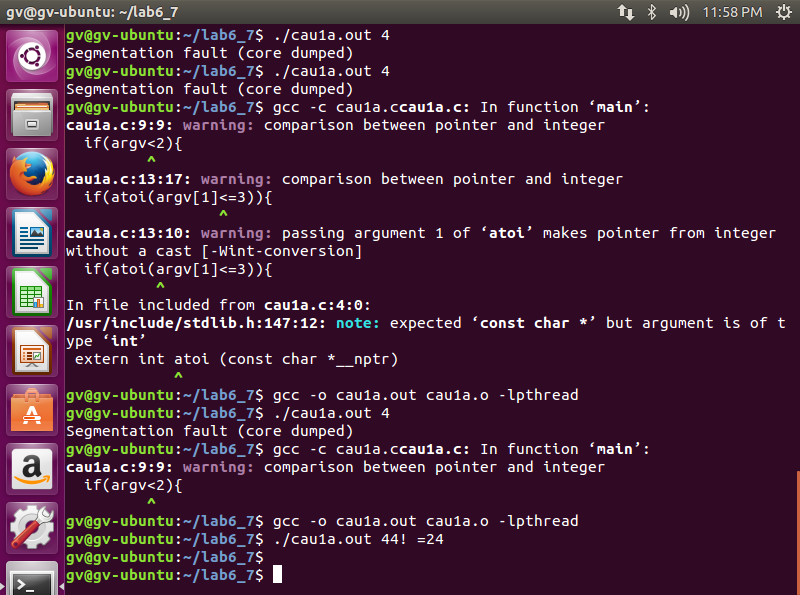 gv@gv-ubuntu: ~/lab6_7
11:58 PM
gv@gv-ubuntu:~/lab6_7$ ./cau1a.out 4
Segmentation fault (core dumped)
gv@gv-ubuntu:~/lab6_7$ ./cau1a.out 4
Segmentation fault (core dumped)
gv@gv-ubuntu:~/lab6_7$ gcc -c cau1a.ccau1a.c: In function ‘main’:
cau1a.c:9:9: warning: comparison between pointer and integer
  if(argv<2){
         ^
cau1a.c:13:17: warning: comparison between pointer and integer
  if(atoi(argv[1]<=3)){
                 ^
cau1a.c:13:10: warning: passing argument 1 of ‘atoi’ makes pointer from integer
without a cast [-Wint-conversion]
  if(atoi(argv[1]<=3)){
          ^
In file included from cau1a.c:4:0:
/usr/include/stdlib.h:147:12: note: expected ‘const char *’ but argument is of t
ype ‘int’
 extern int atoi (const char *__nptr)
            ^
gv@gv-ubuntu:~/lab6_7$ gcc -o cau1a.out cau1a.o -lpthread
gv@gv-ubuntu:~/lab6_7$ ./cau1a.out 4
Segmentation fault (core dumped)
gv@gv-ubuntu:~/lab6_7$ gcc -c cau1a.ccau1a.c: In function ‘main’:
cau1a.c:9:9: warning: comparison between pointer and integer
  if(argv<2){
         ^
gv@gv-ubuntu:~/lab6_7$ gcc -o cau1a.out cau1a.o -lpthread
gv@gv-ubuntu:~/lab6_7$ ./cau1a.out 44! =24
gv@gv-ubuntu:~/lab6_7$
gv@gv-ubuntu:~/lab6_7$